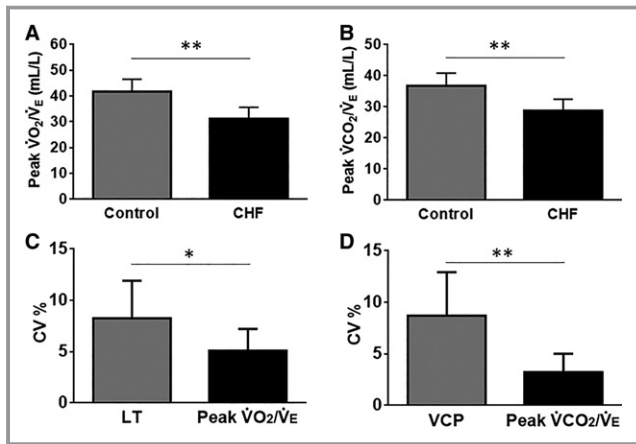 A
Peak V̇O₂/V̇E (mL/L)
60
50
40
30
20
10
0
**
Control CHF
B
Peak V̇CO₂/V̇E (mL/L)
50
40
30
20
10
0
**
Control CHF
C
CV %
15
10
5
0
*
LT Peak V̇O₂/V̇E
D
CV %
15
10
5
0
**
VCP Peak V̇CO₂/V̇E